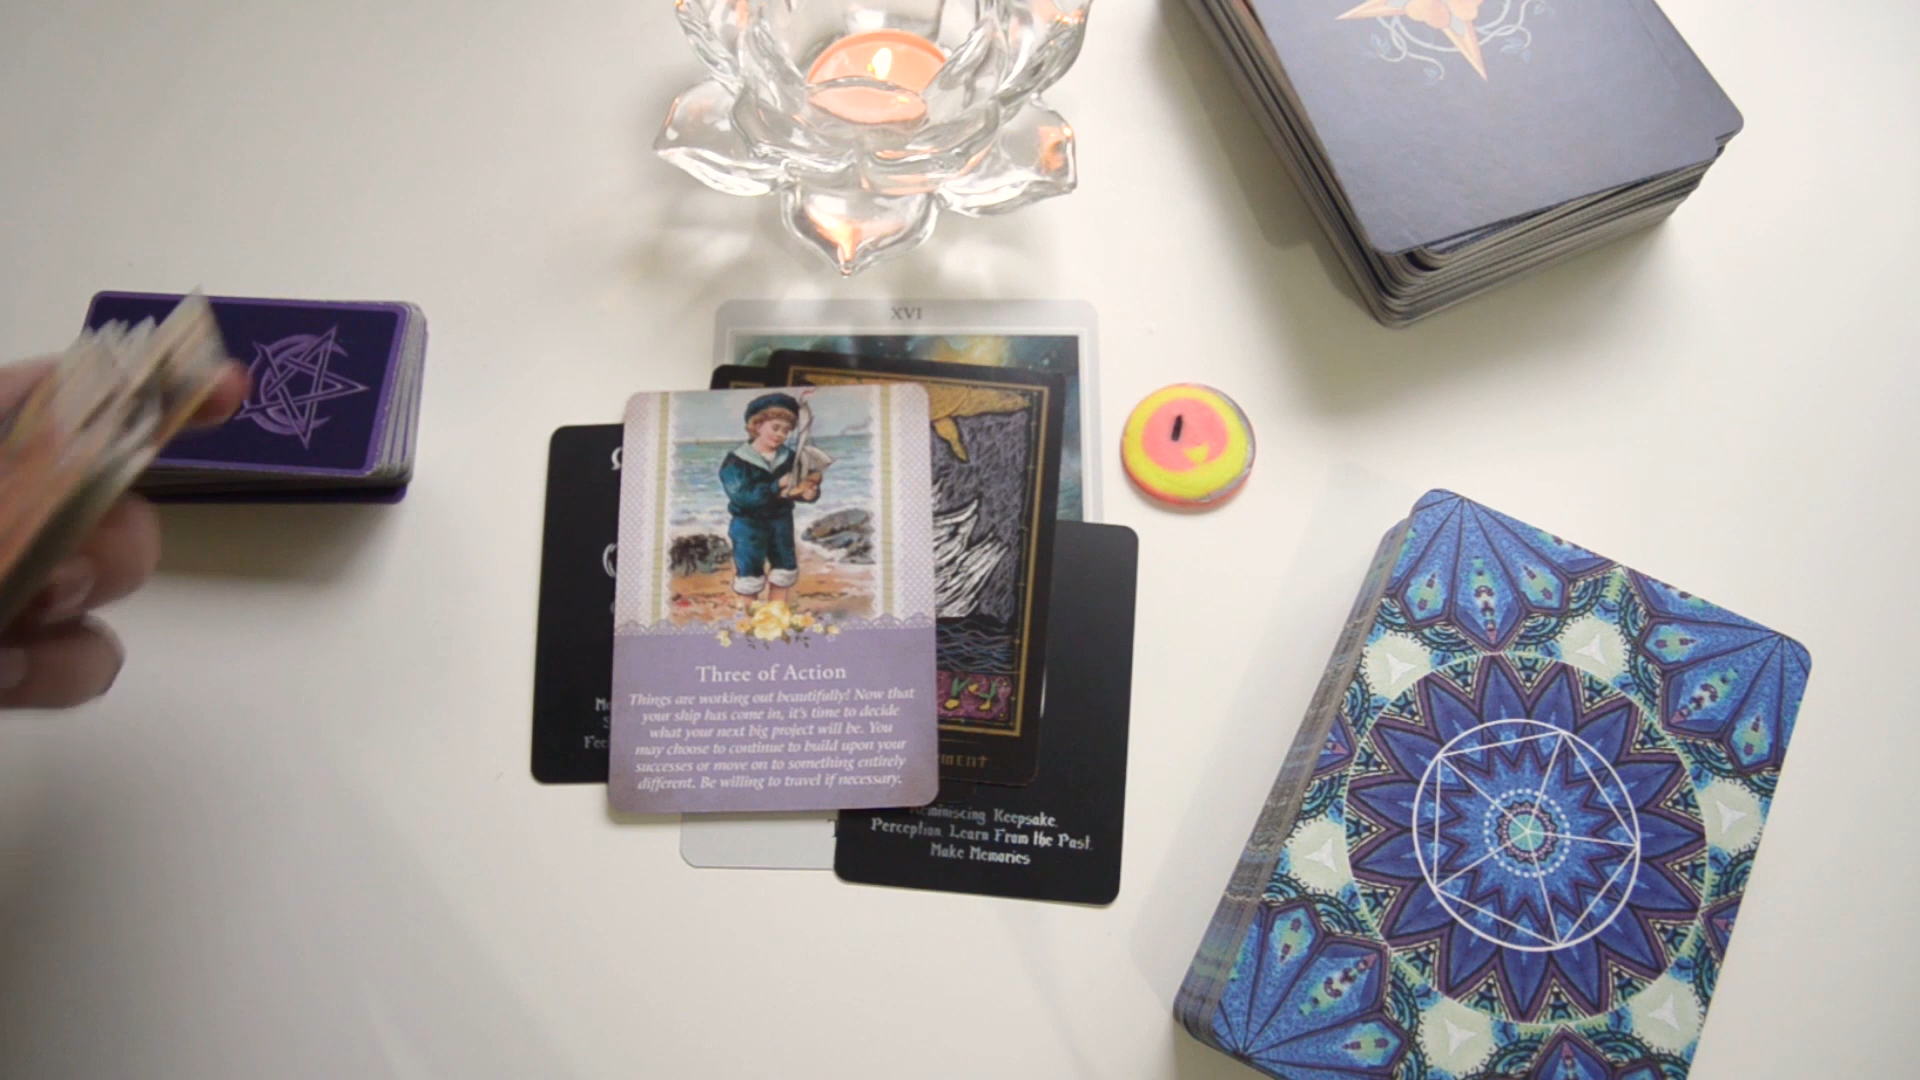 XVI
Three of Action
Things are working out beautifully! Now that
your ship has come in, it's time to decide
what your next big project will be. You
may choose to continue to build upon your
successes or move on to something entirely
different. Be willing to travel if necessary.
Keepsake.
Perception. Learn From the Past.
Make Memories